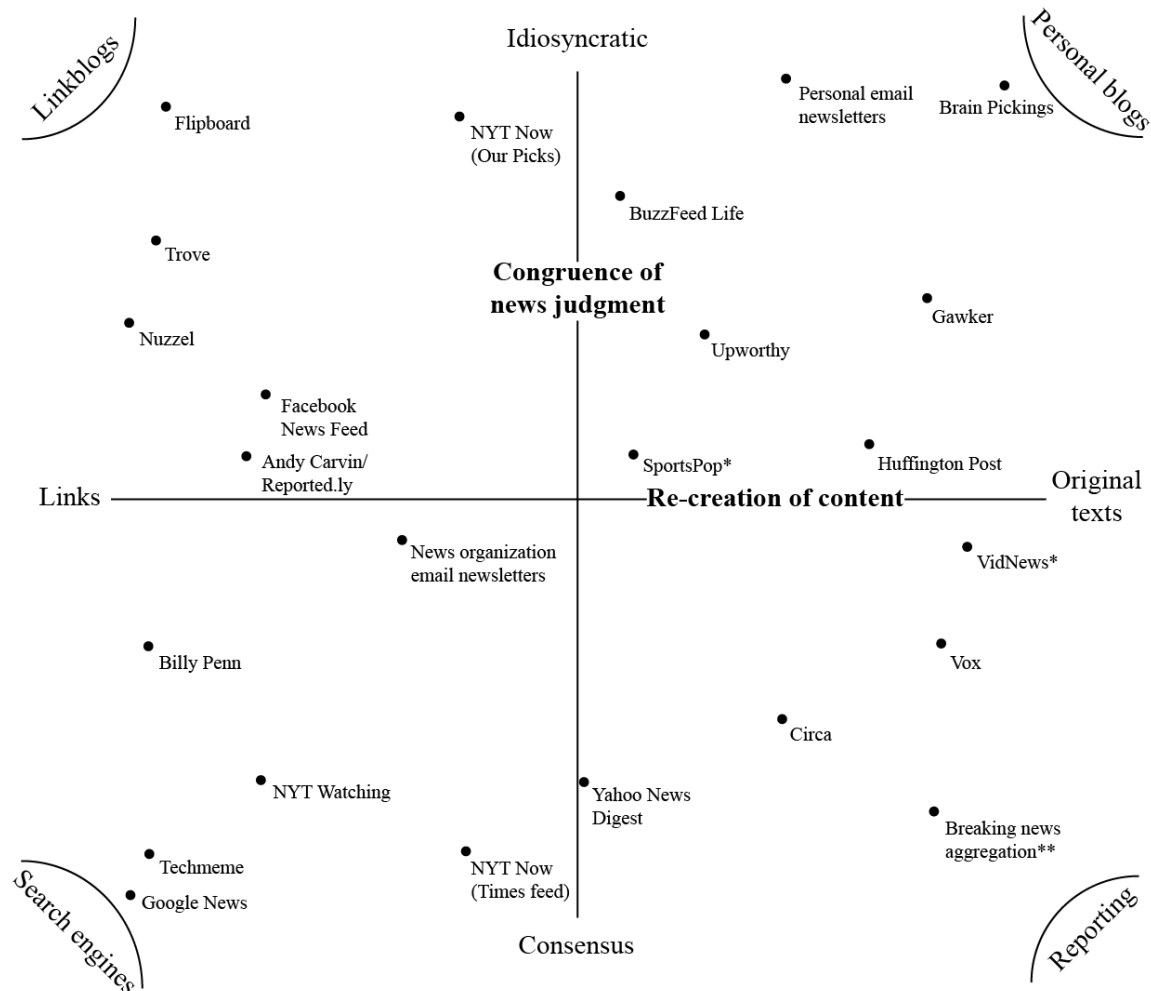 Idiosyncratic
Linkblogs
Personal blogs
Flipboard
NYT Now
(Our Picks)
Personal email
newsletters
Brain Pickings
BuzzFeed Life
Trove
Congruence of
news judgment
Gawker
Nuzzel
Upworthy
Facebook
News Feed
Andy Carvin/
Reported.ly
SportsPop*
Huffington Post
Links
Re-creation of content
Original
texts
News organization
email newsletters
VidNews*
Billy Penn
Vox
Circa
NYT Watching
Yahoo News
Digest
Breaking news
aggregation**
Techmeme
NYT Now
(Times feed)
Google News
Search engines
Consensus
Reporting